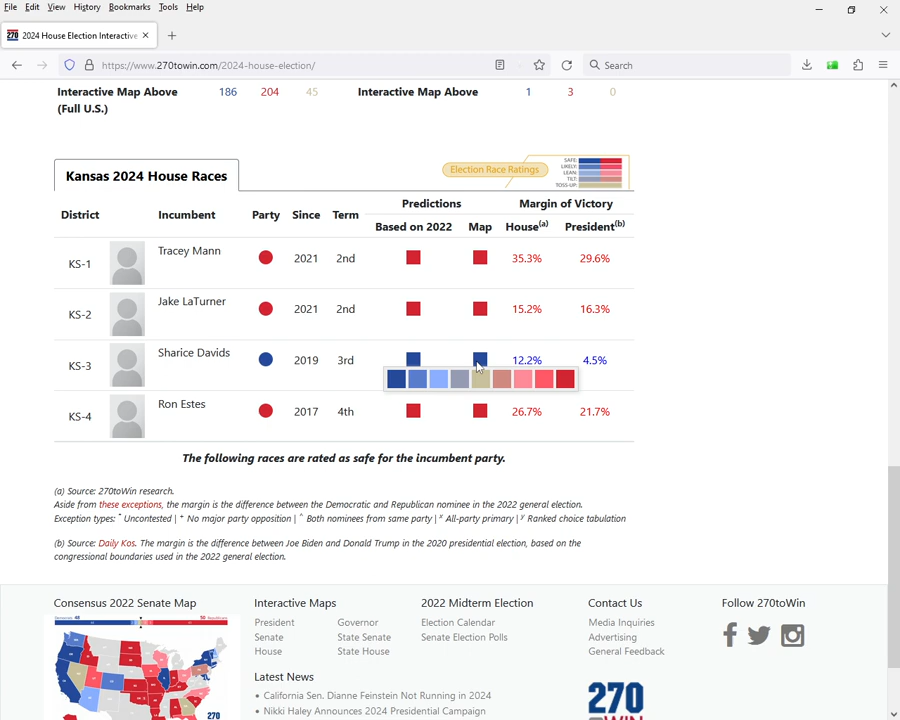 File Edit View History Bookmarks Tools Help
270 2024 House Election Interactive
https://www.270towin.com/2024-house-election/ Search
Interactive Map Above 186 204 45 Interactive Map Above 1 3 0
(Full U.S.)
Kansas 2024 House Races
Election Race Ratings
SAFE:
LIKELY:
LEAN:
TILT:
TOSS-UP:
District Incumbent Party Since Term Predictions Margin of Victory
Based on 2022 Map House(a) President(b)
KS-1 Tracey Mann 2021 2nd 35.3% 29.6%
KS-2 Jake LaTurner 2021 2nd 15.2% 16.3%
KS-3 Sharice Davids 2019 3rd 12.2% 4.5%
KS-4 Ron Estes 2017 4th 26.7% 21.7%
The following races are rated as safe for the incumbent party.
(a) Source: 270toWin research.
Aside from these exceptions, the margin is the difference between the Democratic and Republican nominee in the 2022 general election.
Exception types: * Uncontested | + No major party opposition | ^ Both nominees from same party | x All-party primary | y Ranked choice tabulation
(b) Source: Daily Kos. The margin is the difference between Joe Biden and Donald Trump in the 2020 presidential election, based on the
congressional boundaries used in the 2022 general election.
Consensus 2022 Senate Map
Interactive Maps
President Governor
Senate State Senate
House State House
2022 Midterm Election
Election Calendar
Senate Election Polls
Contact Us
Media Inquiries
Advertising
General Feedback
Follow 270toWin
Latest News
• California Sen. Dianne Feinstein Not Running in 2024
• Nikki Haley Announces 2024 Presidential Campaign
270
270